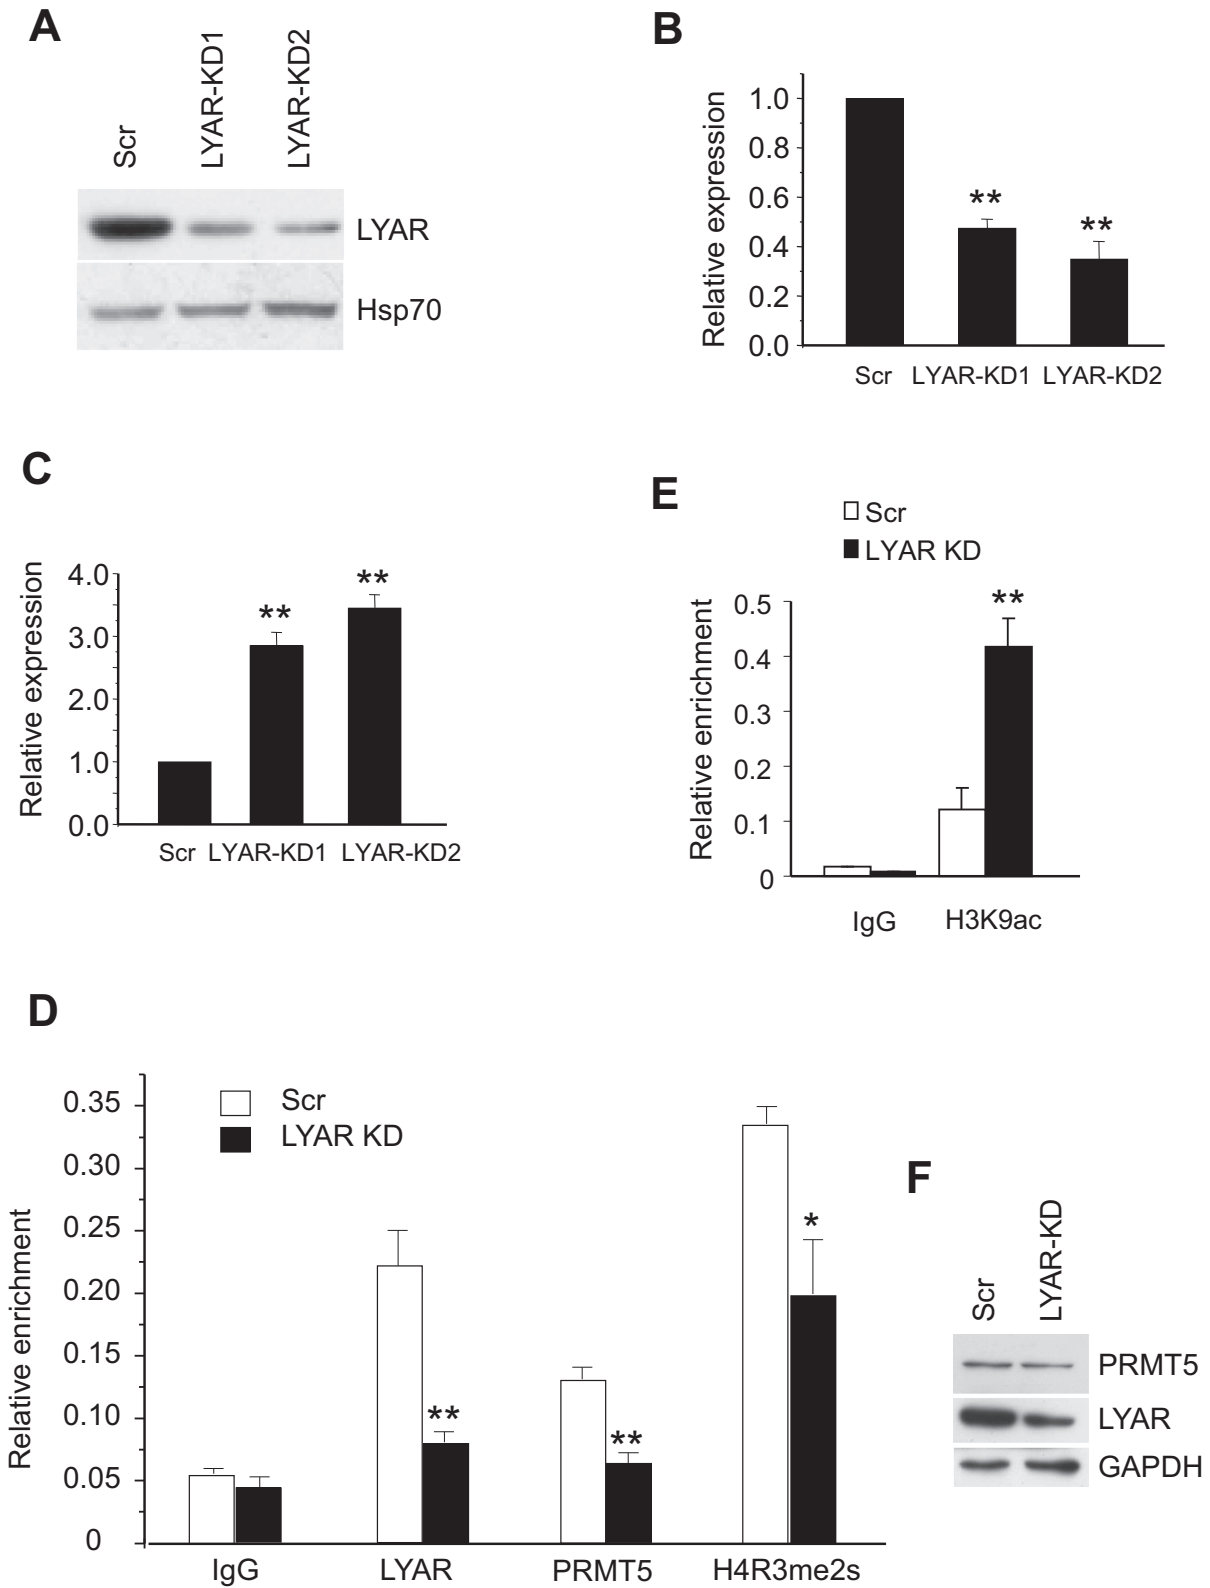 A
Scr
LYAR-KD1
LYAR-KD2
LYAR
Hsp70
B
Relative expression
1.0
0.8
0.6
0.4
0.2
0.0
**
**
Scr LYAR-KD1 LYAR-KD2
C
Relative expression
4.0
3.0
2.0
1.0
0.0
**
**
Scr LYAR-KD1 LYAR-KD2
E
Scr
LYAR KD
Relative enrichment
0.5
0.4
0.3
0.2
0.1
0
**
IgG H3K9ac
D
Scr
LYAR KD
Relative enrichment
0.35
0.30
0.25
0.20
0.15
0.10
0.05
0
**
**
*
IgG LYAR PRMT5 H4R3me2s
F
Scr
LYAR-KD
PRMT5
LYAR
GAPDH